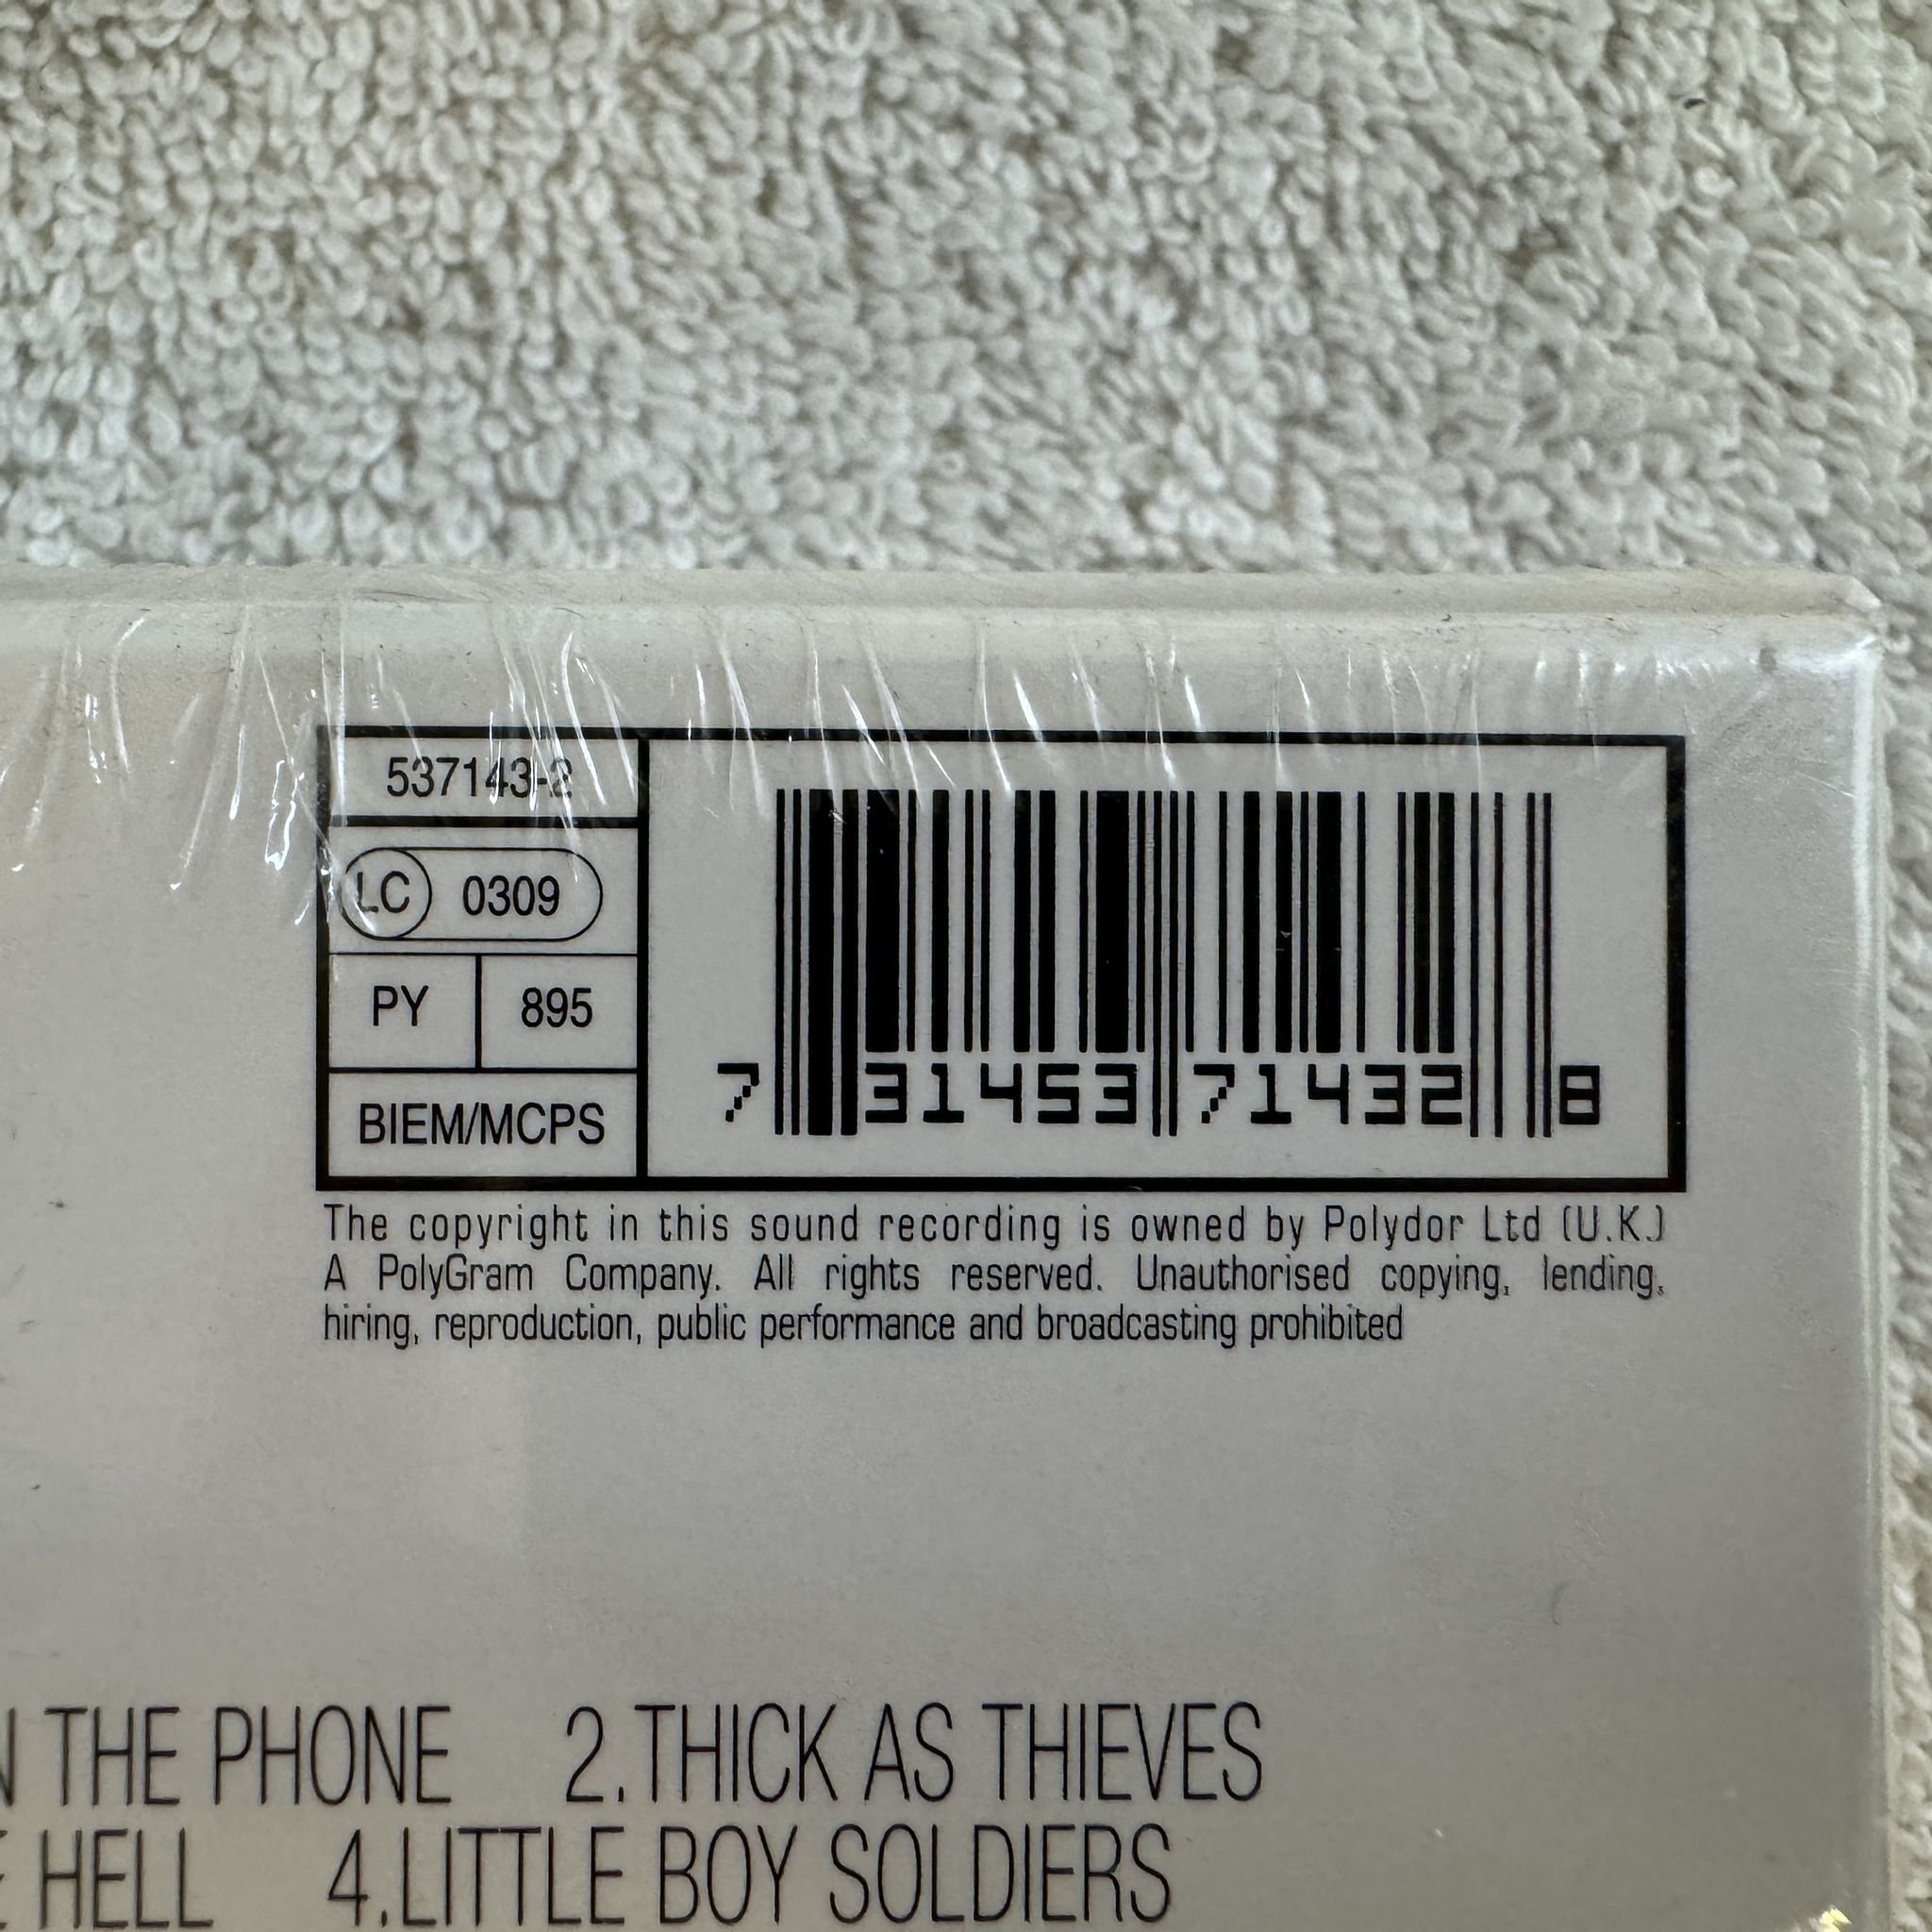 537143-2
LC 0309
PY 895
BIEM/MCPS
7 31453 71432 8
The copyright in this sound recording is owned by Polydor Ltd (U.K.)
A PolyGram Company. All rights reserved. Unauthorised copying, lending,
hiring, reproduction, public performance and broadcasting prohibited
THE PHONE 2.THICK AS THIEVES
HELL 4.LITTLE BOY SOLDIERS